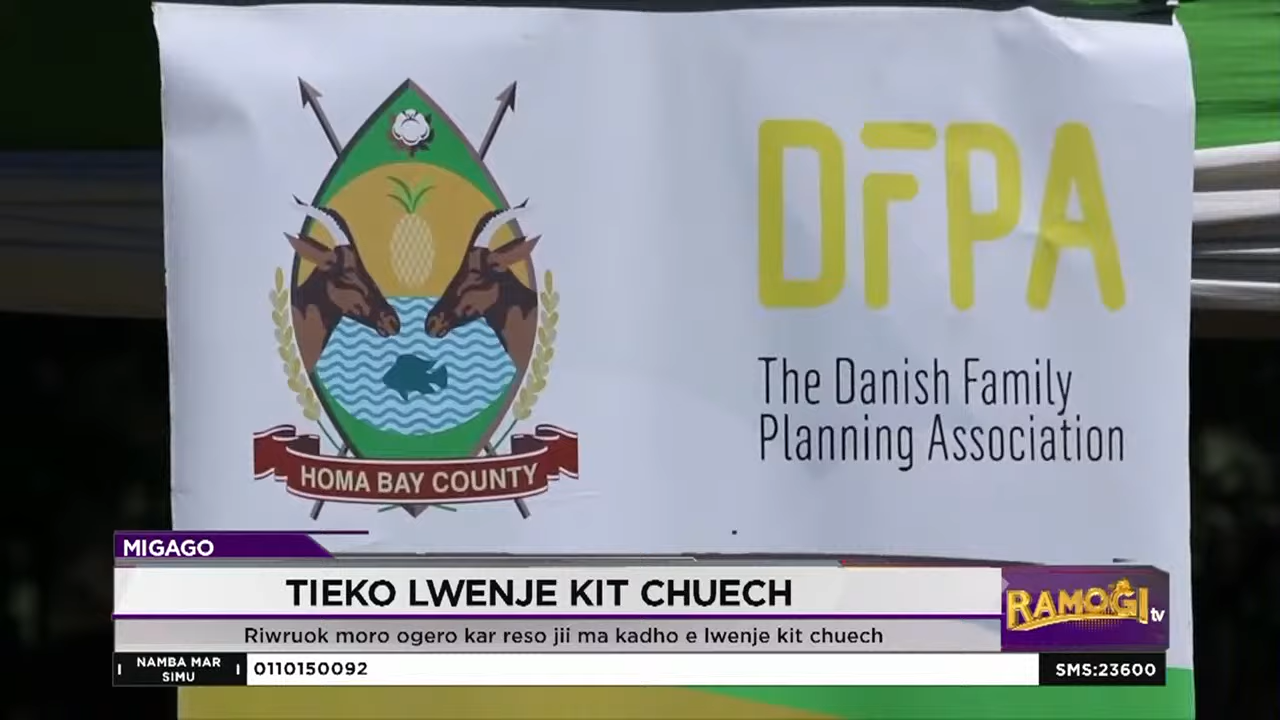 DFPA
The Danish Family
Planning Association
HOMA BAY COUNTY
MIGAGO
TIEKO LWENJE KIT CHUECH
Riwruok moro ogero kar reso jii ma kadho e lwenje kit chuech
RAMOGI tv
NAMBA MAR
SIMU
0110150092
SMS:23600